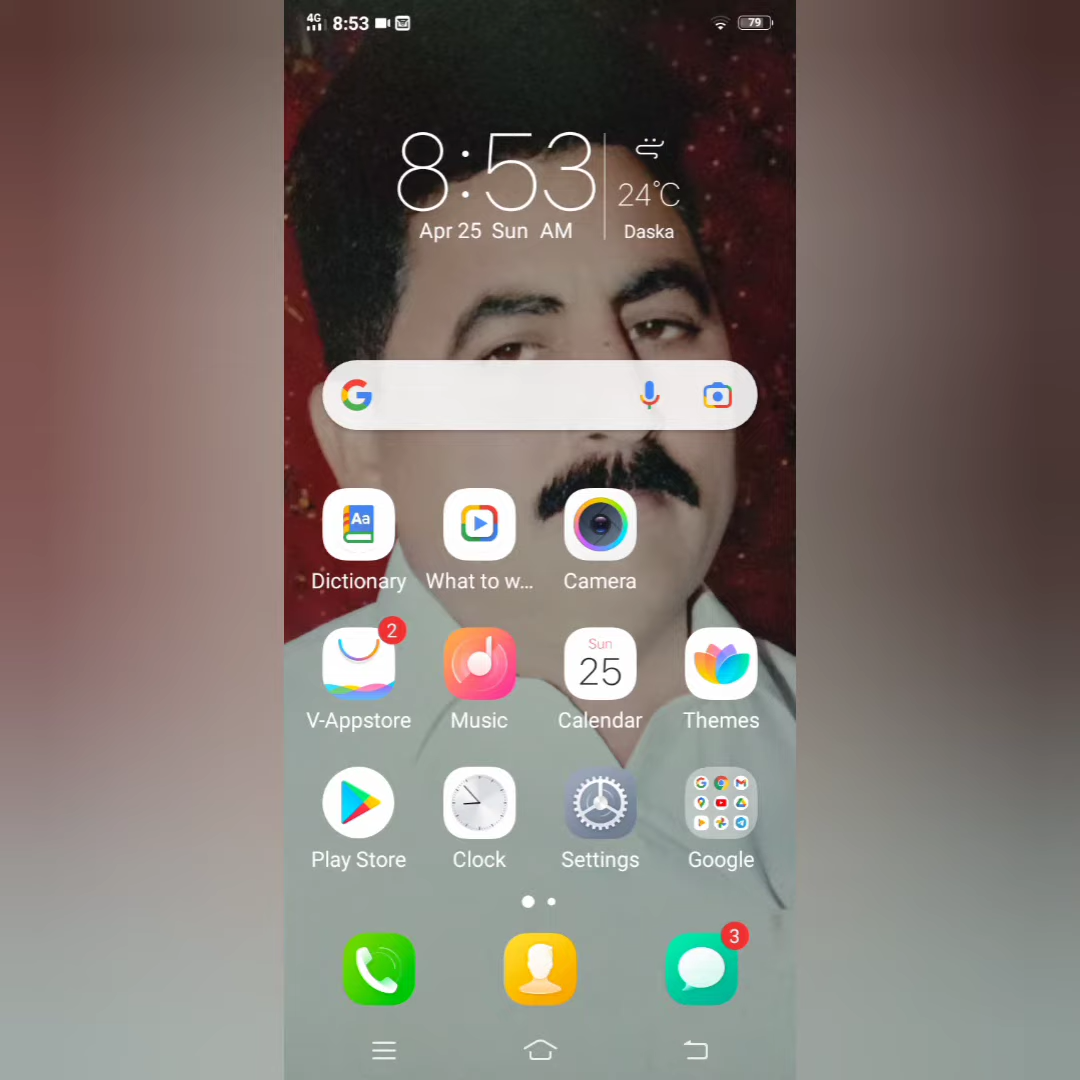 4G 8:53 79
8:53
24°C
Apr 25 Sun AM
Daska
G
Aa
Dictionary What to w... Camera
2
Sun
25
V-Appstore Music Calendar Themes
Play Store Clock Settings Google
3